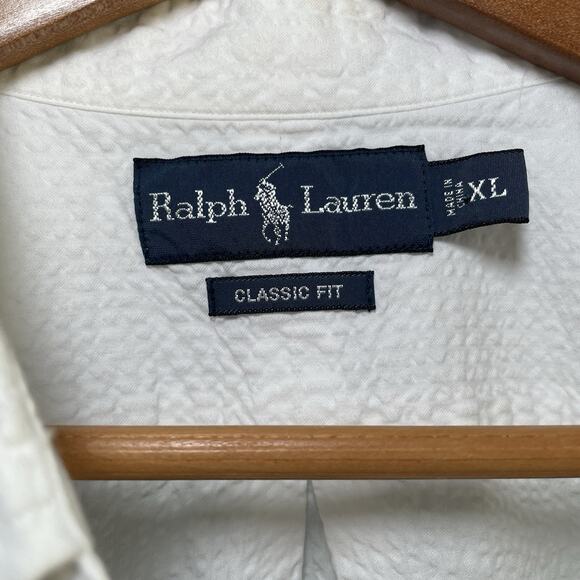 Ralph Lauren
MADE IN
CHINA
XL
CLASSIC FIT